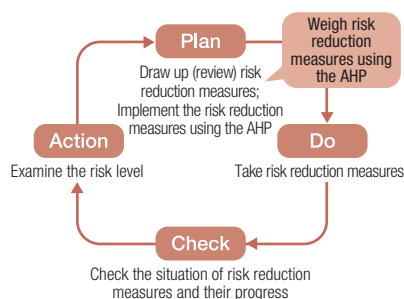 Plan
Draw up (review) risk
reduction measures;
Implement the risk reduction
measures using the AHP
Weigh risk
reduction
measures using
the AHP
Action
Examine the risk level
Do
Take risk reduction measures
Check
Check the situation of risk reduction
measures and their progress